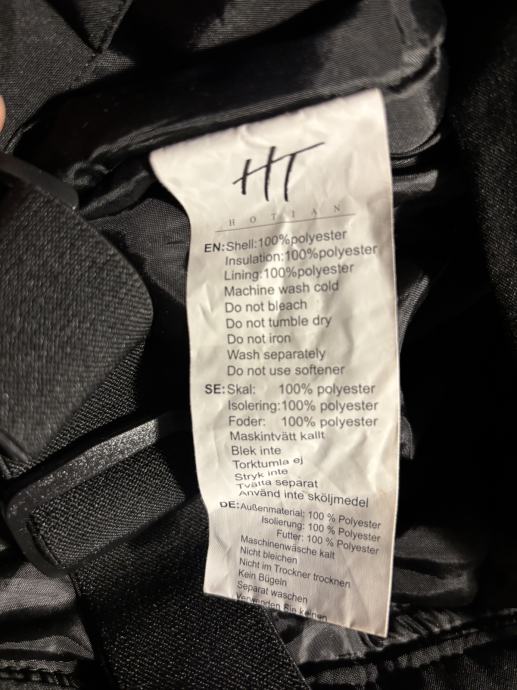 HT
HOTIAN
EN:Shell:100%polyester
Insulation:100%polyester
Lining:100%polyester
Machine wash cold
Do not bleach
Do not tumble dry
Do not iron
Wash separately
Do not use softener
SE:Skal: 100% polyester
Isolering:100% polyester
Foder: 100% polyester
Maskintvätt kallt
Blek inte
Torktumla ej
Stryk inte
Tvätta separat
Använd inte sköljmedel
DE:Außenmaterial: 100 % Polyester
Isolierung: 100 % Polyester
Futter: 100 % Polyester
Maschinenwäsche kalt
Nicht bleichen
Nicht im Trockner trocknen
Kein Bügeln
Separat waschen
Verwenden Sie keinen